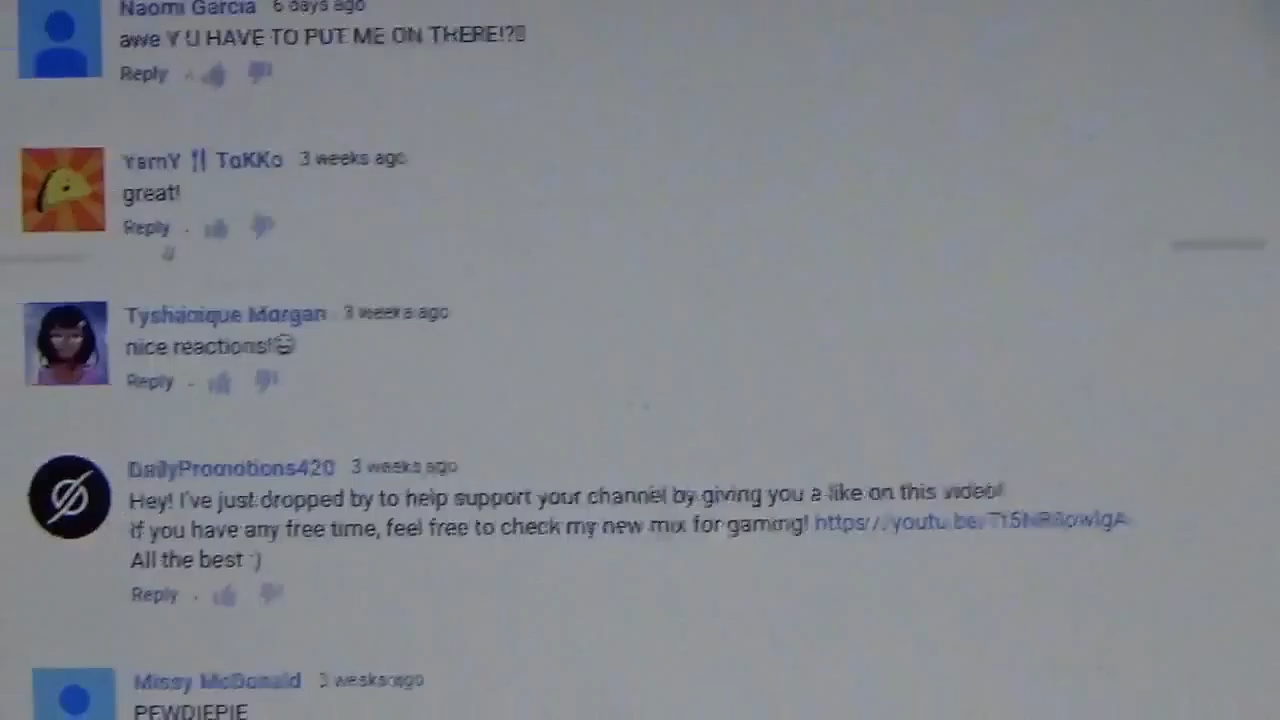 Naomi Garcia 6 days ago
awe Y U HAVE TO PUT ME ON THERE!?
Reply
YamY TaKKo 3 weeks ago
great!
Reply
Tyshanique Morgan 3 weeks ago
nice reactions!
Reply
DailyPromotions420 3 weeks ago
Hey! I've just dropped by to help support your channel by giving you a like on this video!
If you have any free time, feel free to check my new mix for gaming!
All the best :)
Reply
Missy McDonald 3 weeks ago
PEWDIEPIE